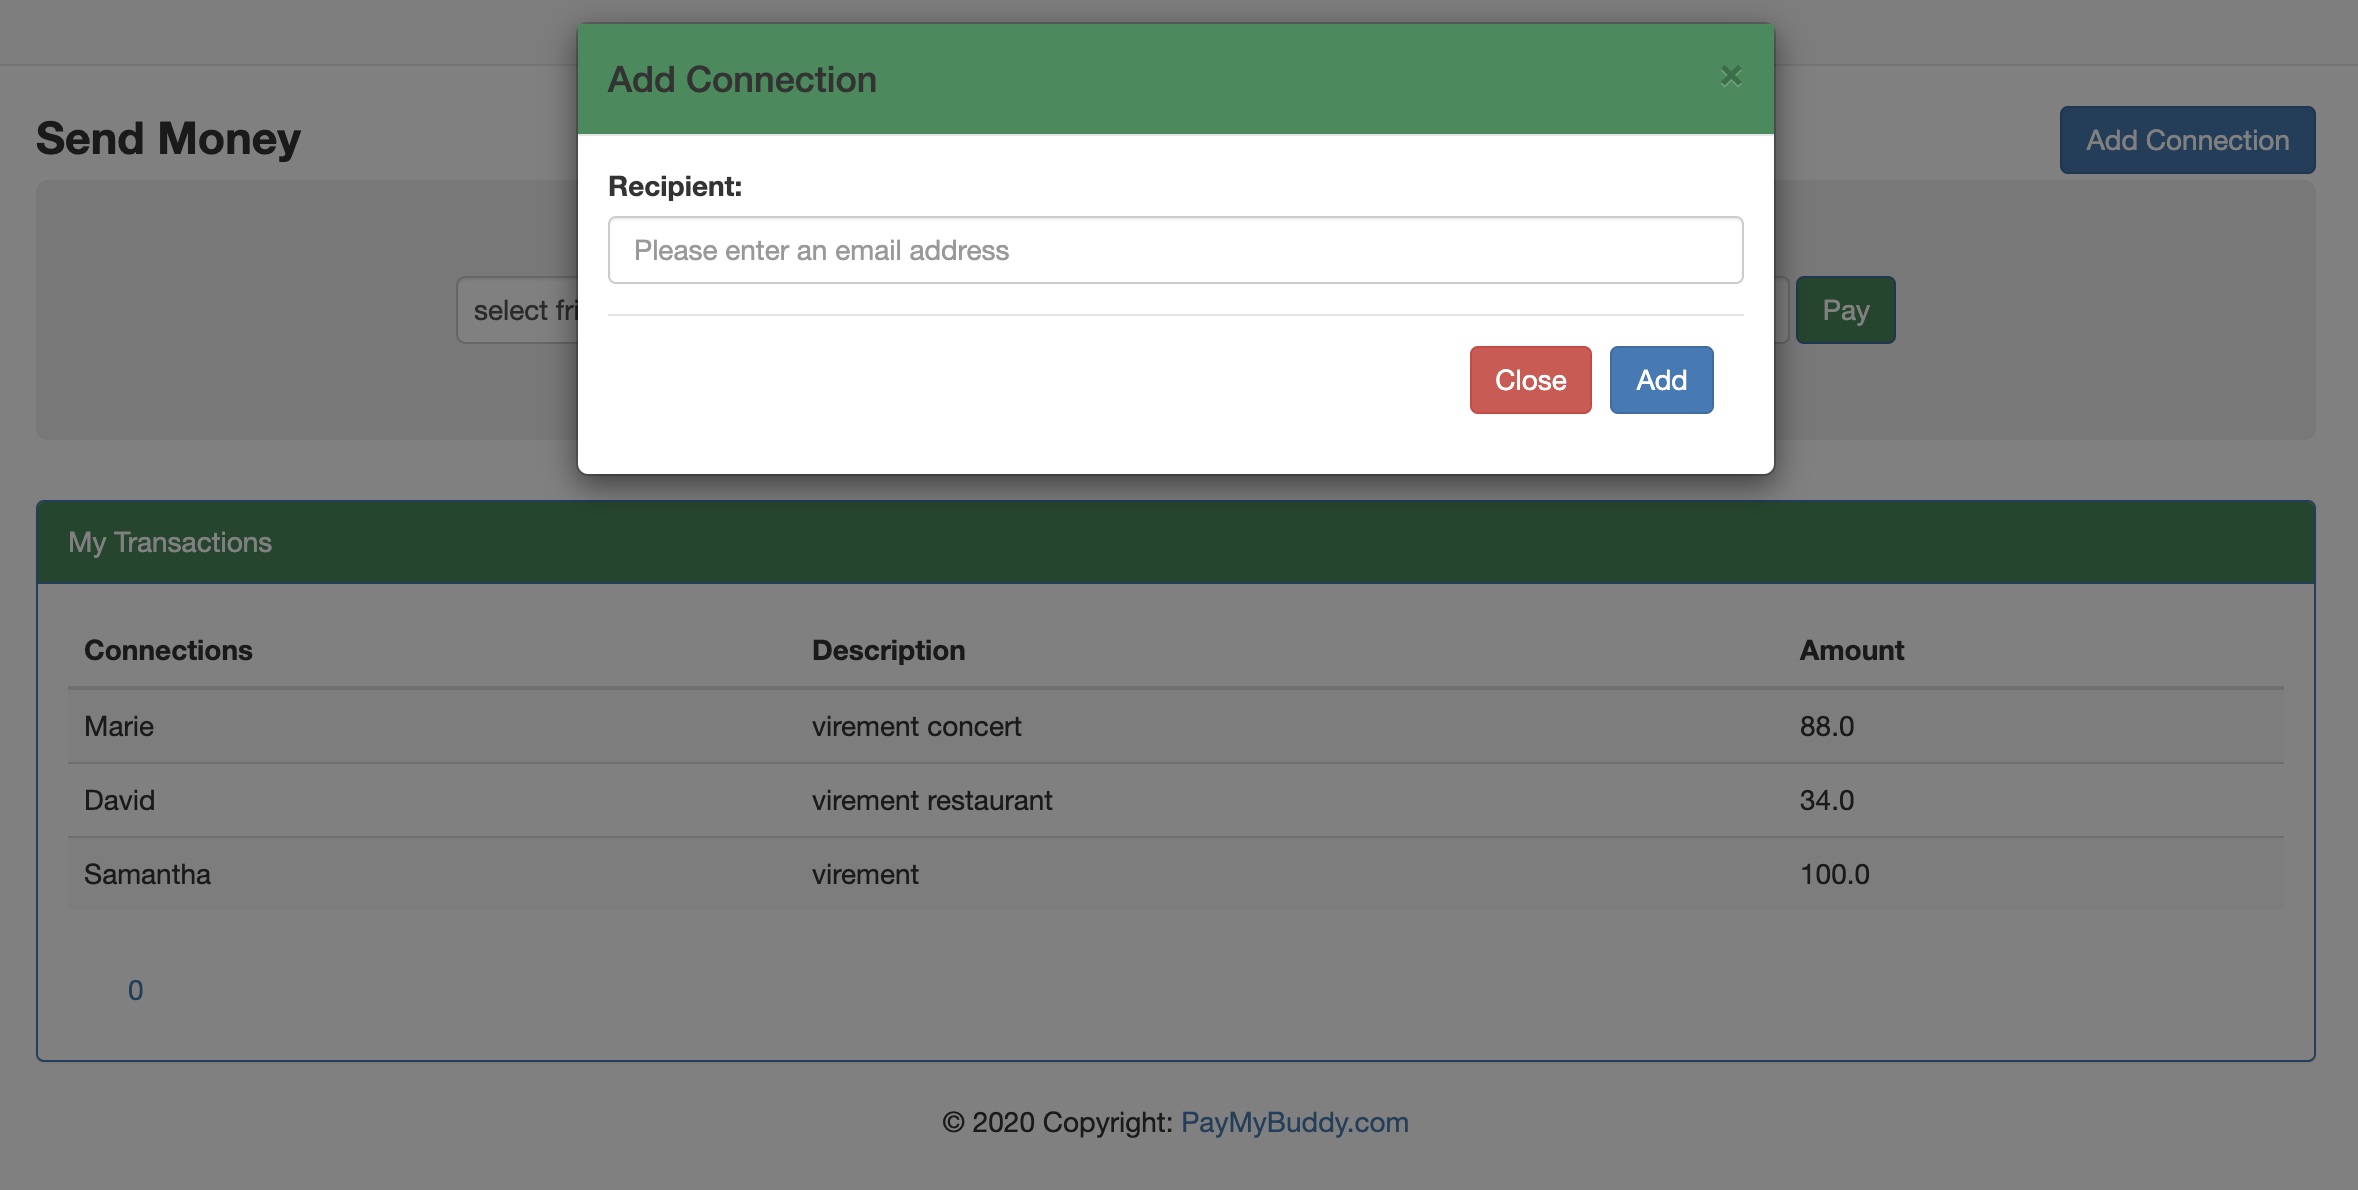 Add Connection ×
Send Money
Add Connection
Recipient:
Please enter an email address
select fri
Pay
Close Add
My Transactions
Connections Description Amount
Marie virement concert 88.0
David virement restaurant 34.0
Samantha virement 100.0
0
© 2020 Copyright: PayMyBuddy.com